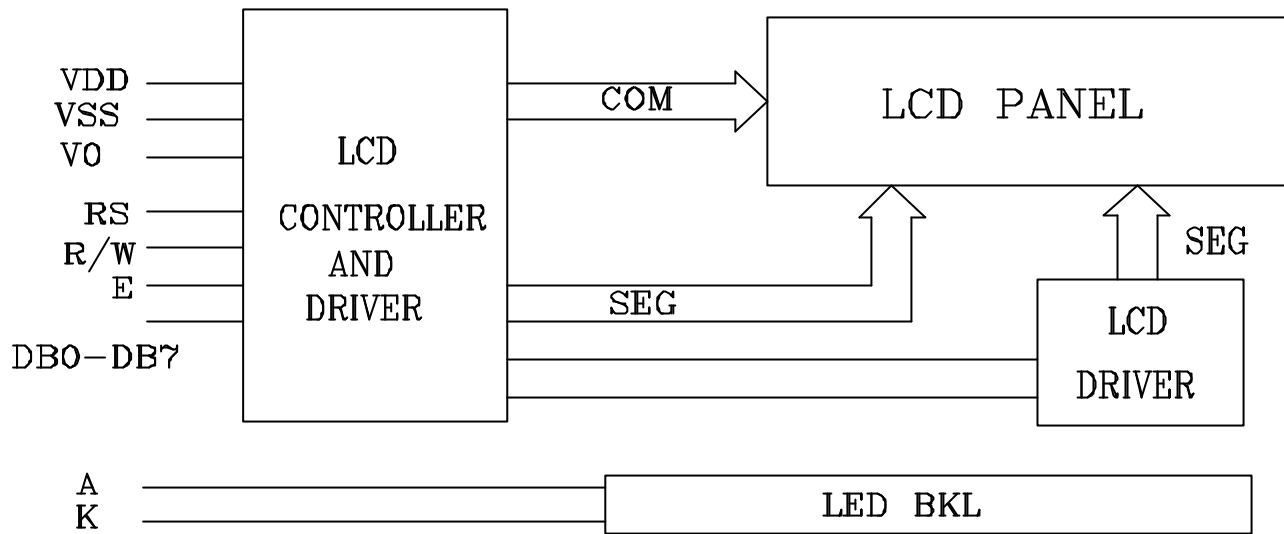 VDD
VSS
V0
RS
R/W
E
DB0-DB7
LCD
CONTROLLER
AND
DRIVER
COM
SEG
LCD PANEL
SEG
LCD
DRIVER
A
K
LED BKL